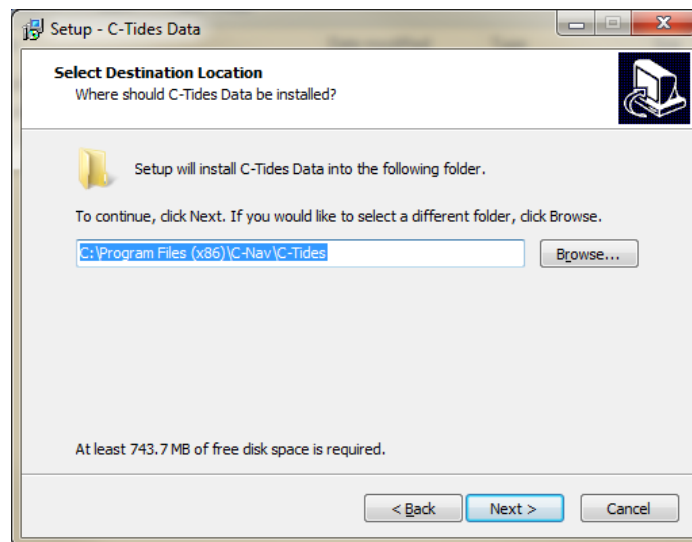 Setup - C-Tides Data
Select Destination Location
Where should C-Tides Data be installed?
Setup will install C-Tides Data into the following folder.
To continue, click Next. If you would like to select a different folder, click Browse.
C:\Program Files (x86)\C-Nav\C-Tides
Browse...
At least 743.7 MB of free disk space is required.
< Back
Next >
Cancel